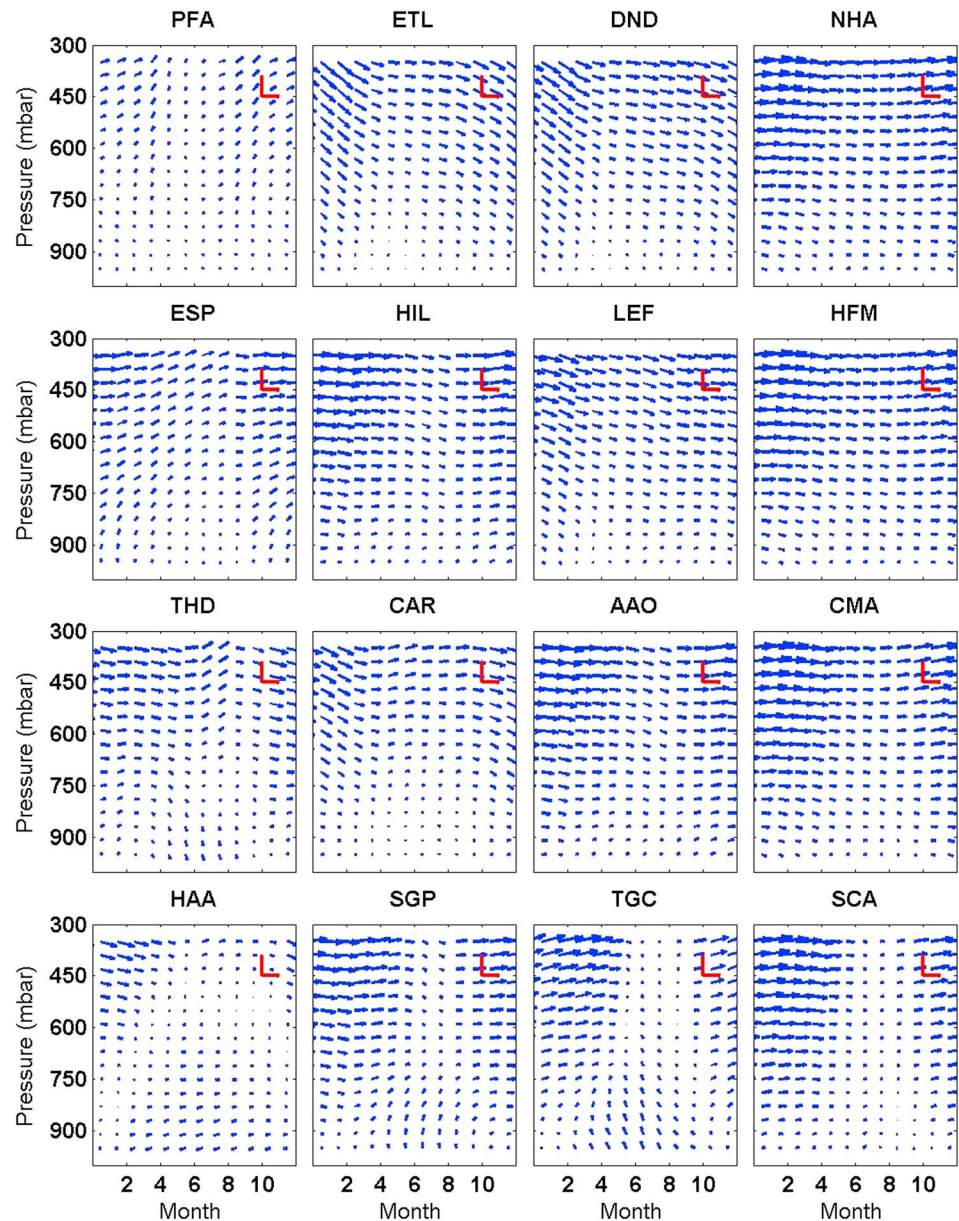 PFA ETL DND NHA
300
450
600
750
900
Pressure (mbar)
ESP HIL LEF HFM
300
450
600
750
900
Pressure (mbar)
THD CAR AAO CMA
300
450
600
750
900
Pressure (mbar)
HAA SGP TGC SCA
300
450
600
750
900
Pressure (mbar)
2 4 6 8 10 2 4 6 8 10 2 4 6 8 10 2 4 6 8 10
Month Month Month Month